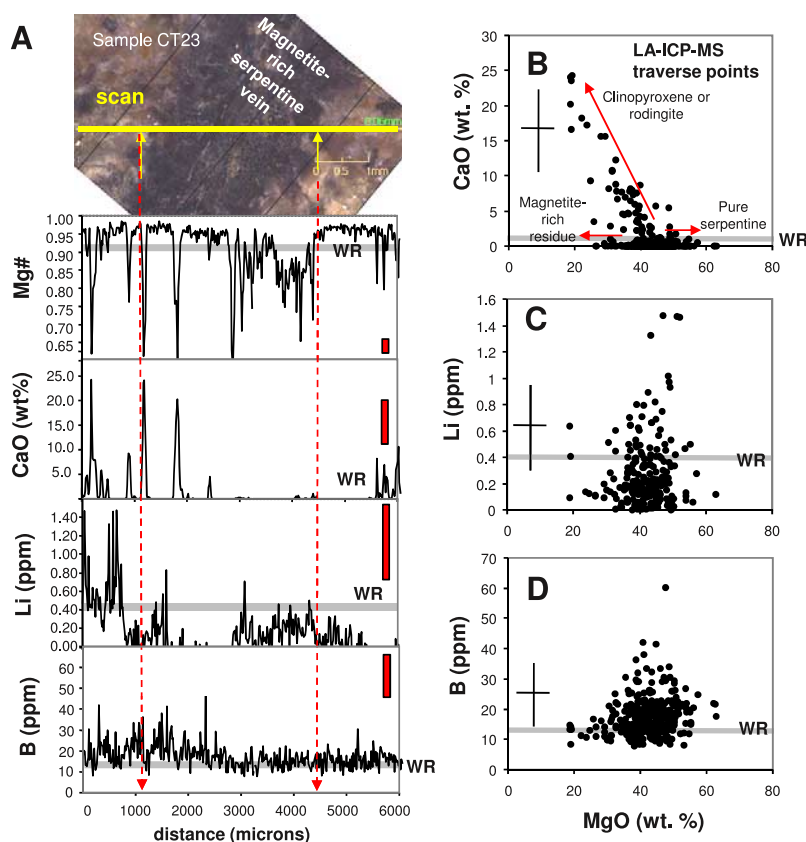 A
Sample CT23
Magnetite-
rich
serpentine
vein
scan
0 0.5 1mm
1.00
0.95
0.90
0.85
0.80
0.75
0.70
0.65
Mg#
WR
25.0
20.0
15.0
10.0
5.0
CaO (wt%)
WR
1.40
1.20
1.00
0.80
0.60
0.40
0.20
0.00
Li (ppm)
WR
60
50
40
30
20
10
0
B (ppm)
WR
0 1000 2000 3000 4000 5000 6000
distance (microns)
B
LA-ICP-MS
traverse points
Clinopyroxene or
rodingite
Magnetite-
rich
residue
Pure
serpentine
WR
30
25
20
15
10
5
0
CaO (wt. %)
0 20 40 60 80
C
1.6
1.4
1.2
1
0.8
0.6
0.4
0.2
0
Li (ppm)
WR
0 20 40 60 80
D
70
60
50
40
30
20
10
0
B (ppm)
WR
0 20 40 60 80
MgO (wt. %)